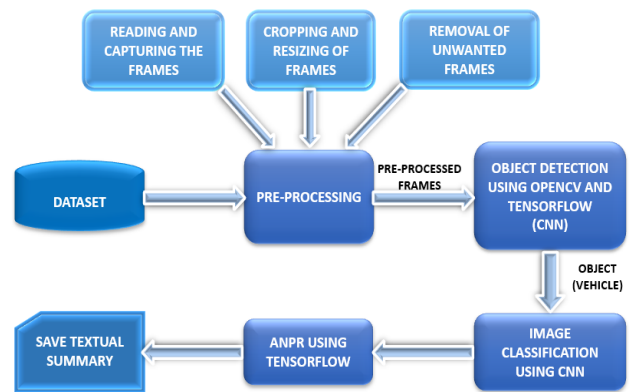 READING AND
CAPTURING THE
FRAMES
CROPPING AND
RESIZING OF
FRAMES
REMOVAL OF
UNWANTED
FRAMES
DATASET
PRE-PROCESSING
PRE-PROCESSED
FRAMES
OBJECT DETECTION
USING OPENCV AND
TENSORFLOW
(CNN)
OBJECT
(VEHICLE)
IMAGE
CLASSIFICATION
USING CNN
ANPR USING
TENSORFLOW
SAVE TEXTUAL
SUMMARY